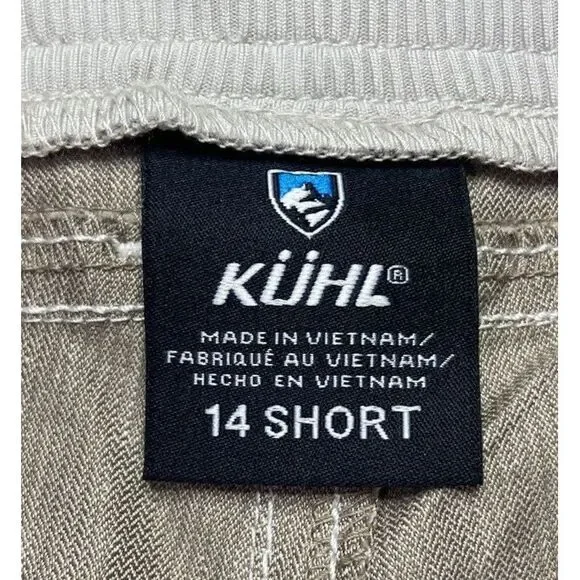 KÜHL®
MADE IN VIETNAM/
FABRIQUÉ AU VIETNAM/
HECHO EN VIETNAM
14 SHORT